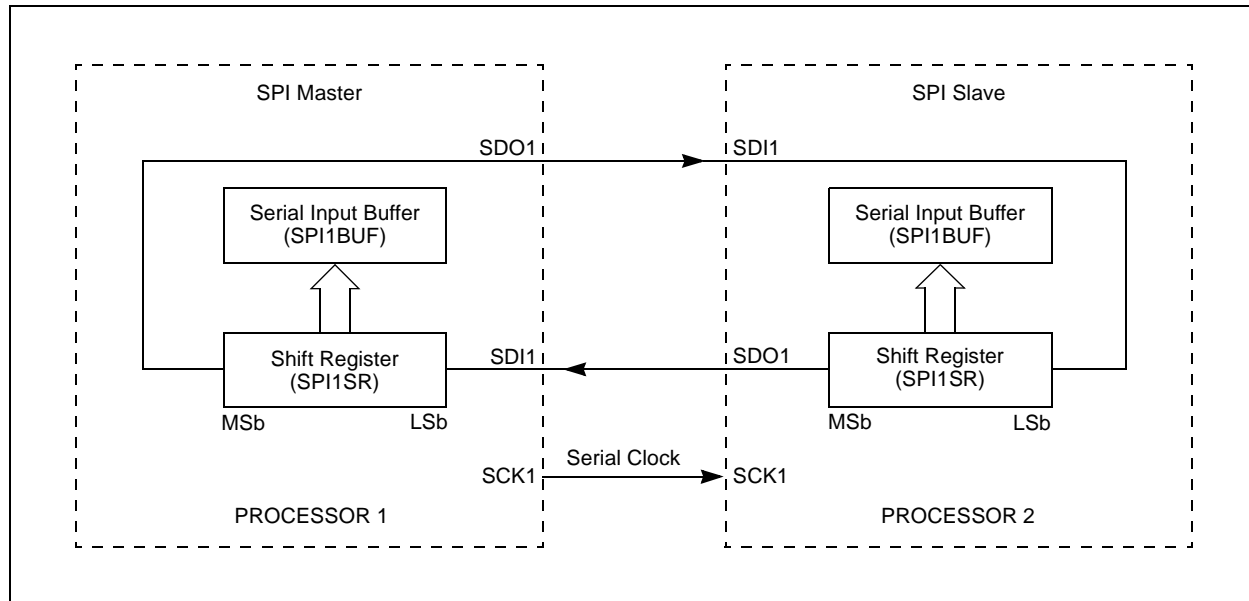 SPI Master
SPI Slave
SDO1
SDI1
Serial Input Buffer
(SPI1BUF)
Serial Input Buffer
(SPI1BUF)
Shift Register
(SPI1SR)
SDI1
SDO1
Shift Register
(SPI1SR)
MSb
LSb
MSb
LSb
Serial Clock
SCK1
SCK1
PROCESSOR 1
PROCESSOR 2